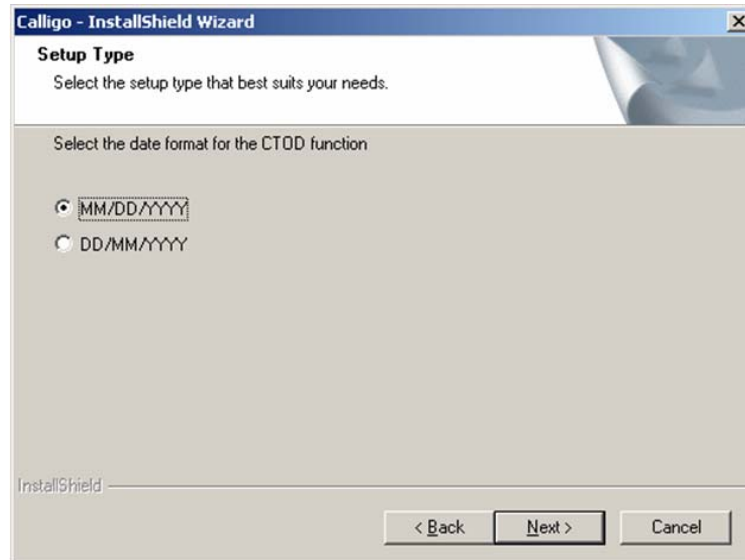 Calligo - InstallShield Wizard
Setup Type
Select the setup type that best suits your needs.
Select the date format for the CTOD function
MM/DD/YYYY
DD/MM/YYYY
InstallShield
< Back Next > Cancel